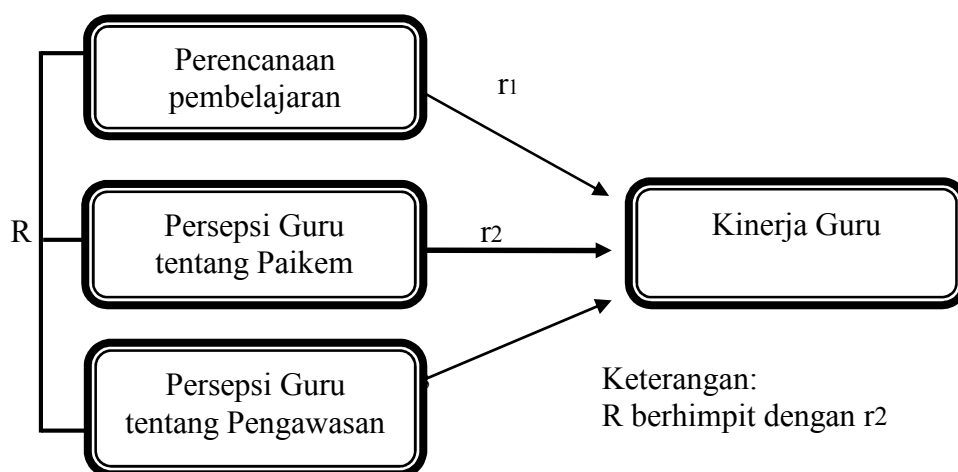 Perencanaan
pembelajaran
r1
R
Persepsi Guru
tentang Paikem
r2
Kinerja Guru
Persepsi Guru
tentang Pengawasan
Keterangan:
R berhimpit dengan r2